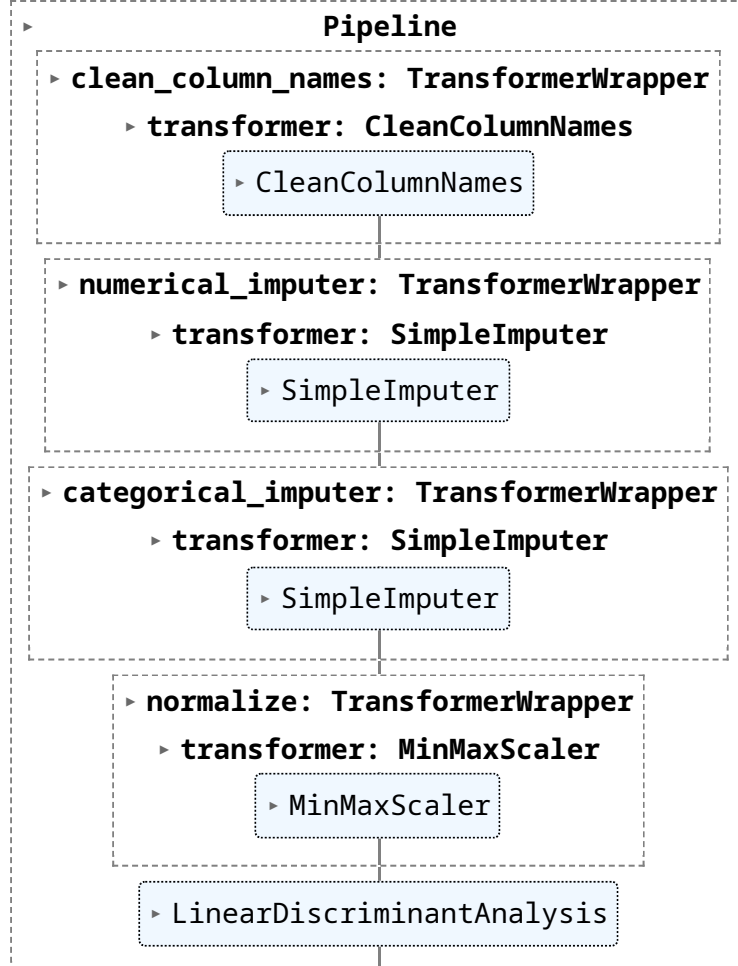 Pipeline
clean_column_names: TransformerWrapper
transformer: CleanColumnNames
CleanColumnNames
numerical_imputer: TransformerWrapper
transformer: SimpleImputer
SimpleImputer
categorical_imputer: TransformerWrapper
transformer: SimpleImputer
SimpleImputer
normalize: TransformerWrapper
transformer: MinMaxScaler
MinMaxScaler
LinearDiscriminantAnalysis